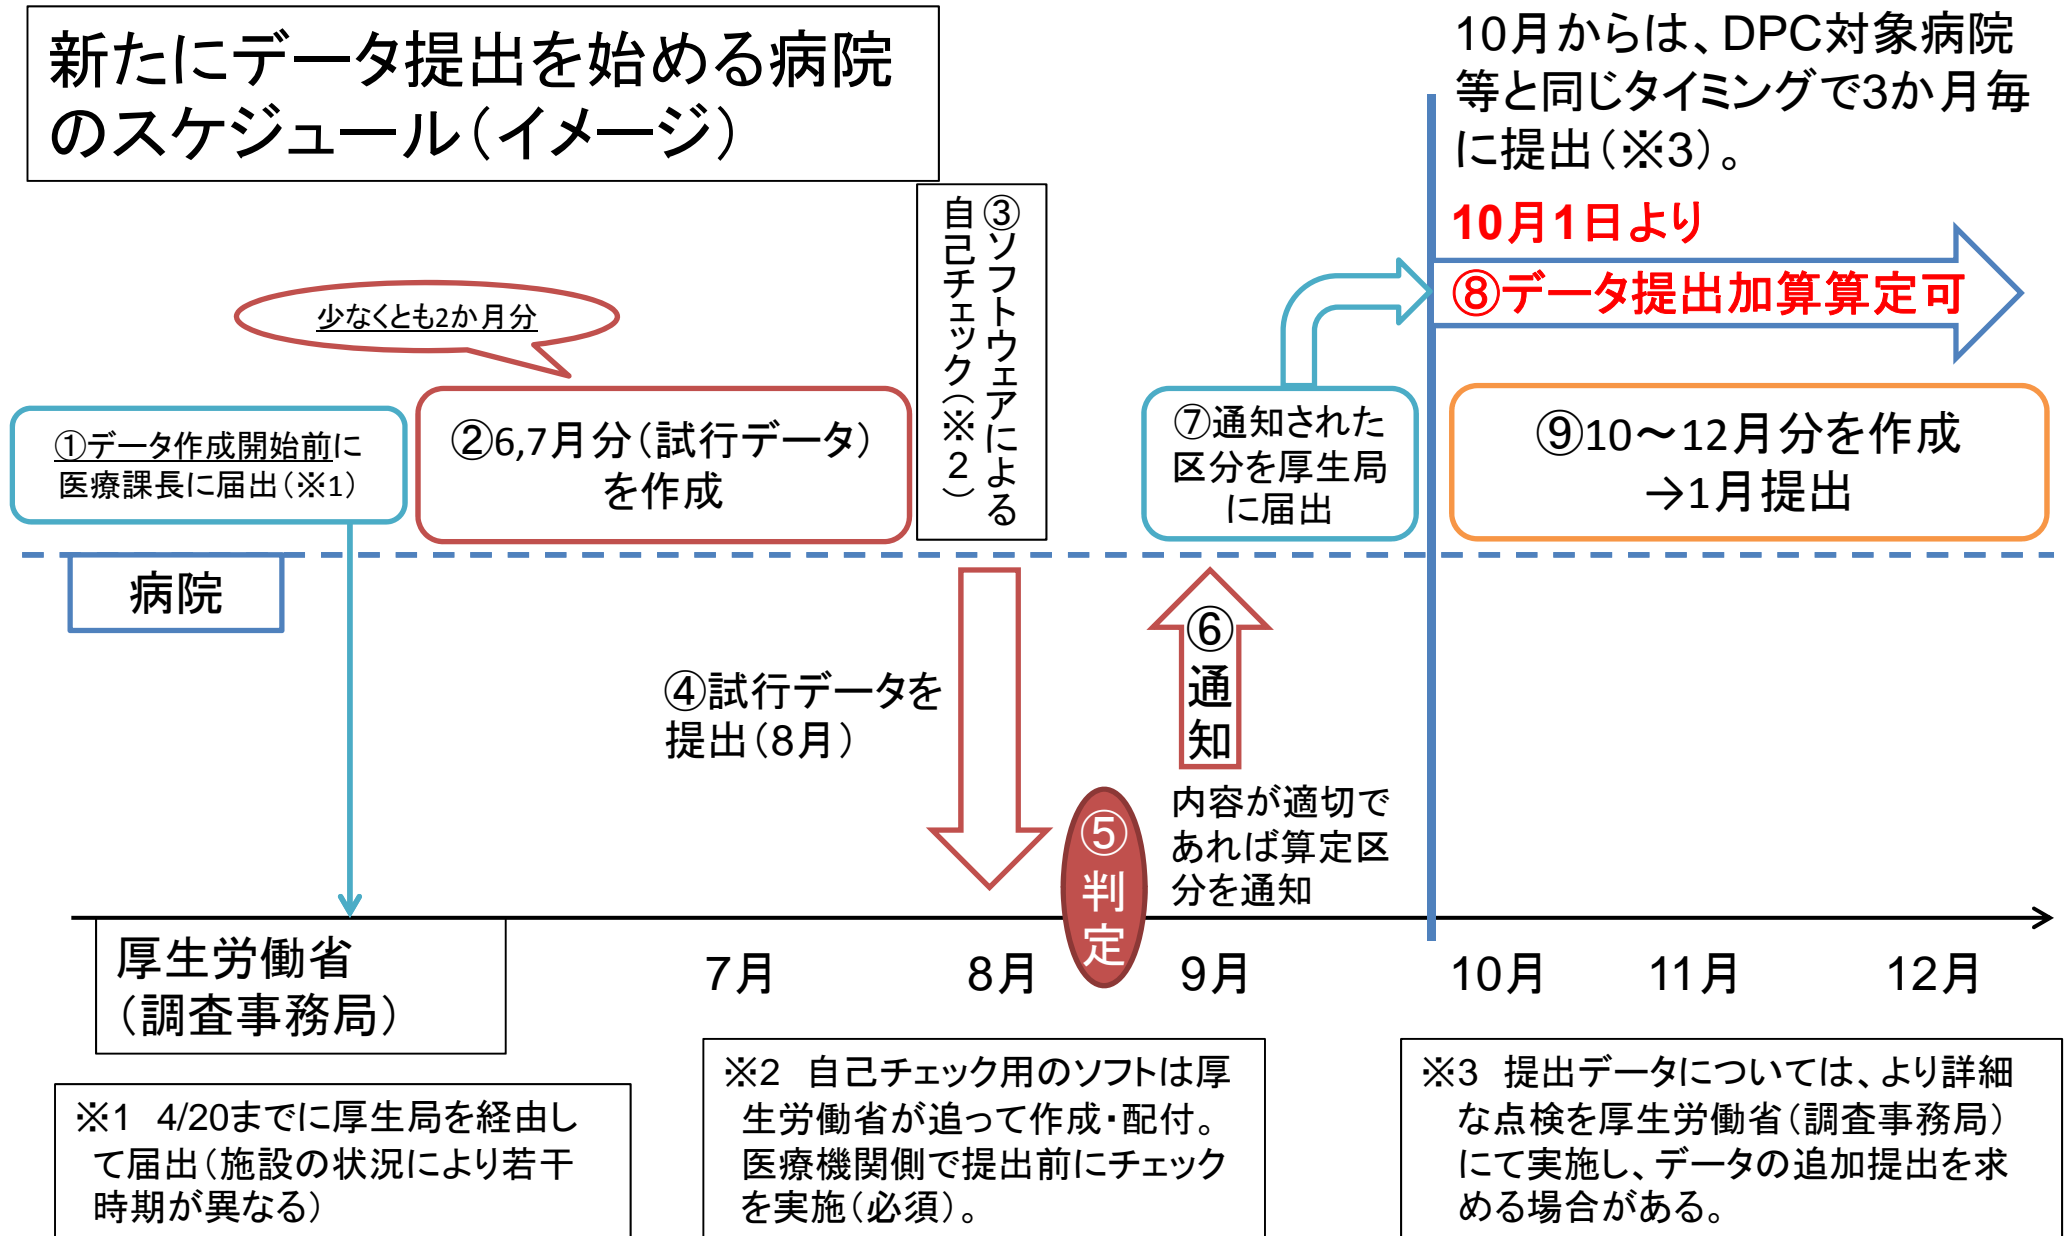 新たにデータ提出を始める病院
のスケジュール（イメージ）
10月からは、DPC対象病院
等と同じタイミングで3か月毎
に提出（※3）。
10月1日より
⑧データ提出加算算定可
少なくとも2か月分
①データ作成開始前に
医療課長に届出（※1）
②6,7月分（試行データ）
を作成
③ソフトウェアによる
自己チェック（※2）
⑦通知された
区分を厚生局
に届出
⑨10～12月分を作成
→1月提出
病院
④試行データを
提出（8月）
⑤判定
⑥通知
内容が適切で
あれば算定区
分を通知
厚生労働省
（調査事務局）
7月 8月 9月 10月 11月 12月
※1 4/20までに厚生局を経由し
て届出（施設の状況により若干
時期が異なる）
※2 自己チェック用のソフトは厚
生労働省が追って作成・配付。
医療機関側で提出前にチェック
を実施（必須）。
※3 提出データについては、より詳細
な点検を厚生労働省（調査事務局）
にて実施し、データの追加提出を求
める場合がある。